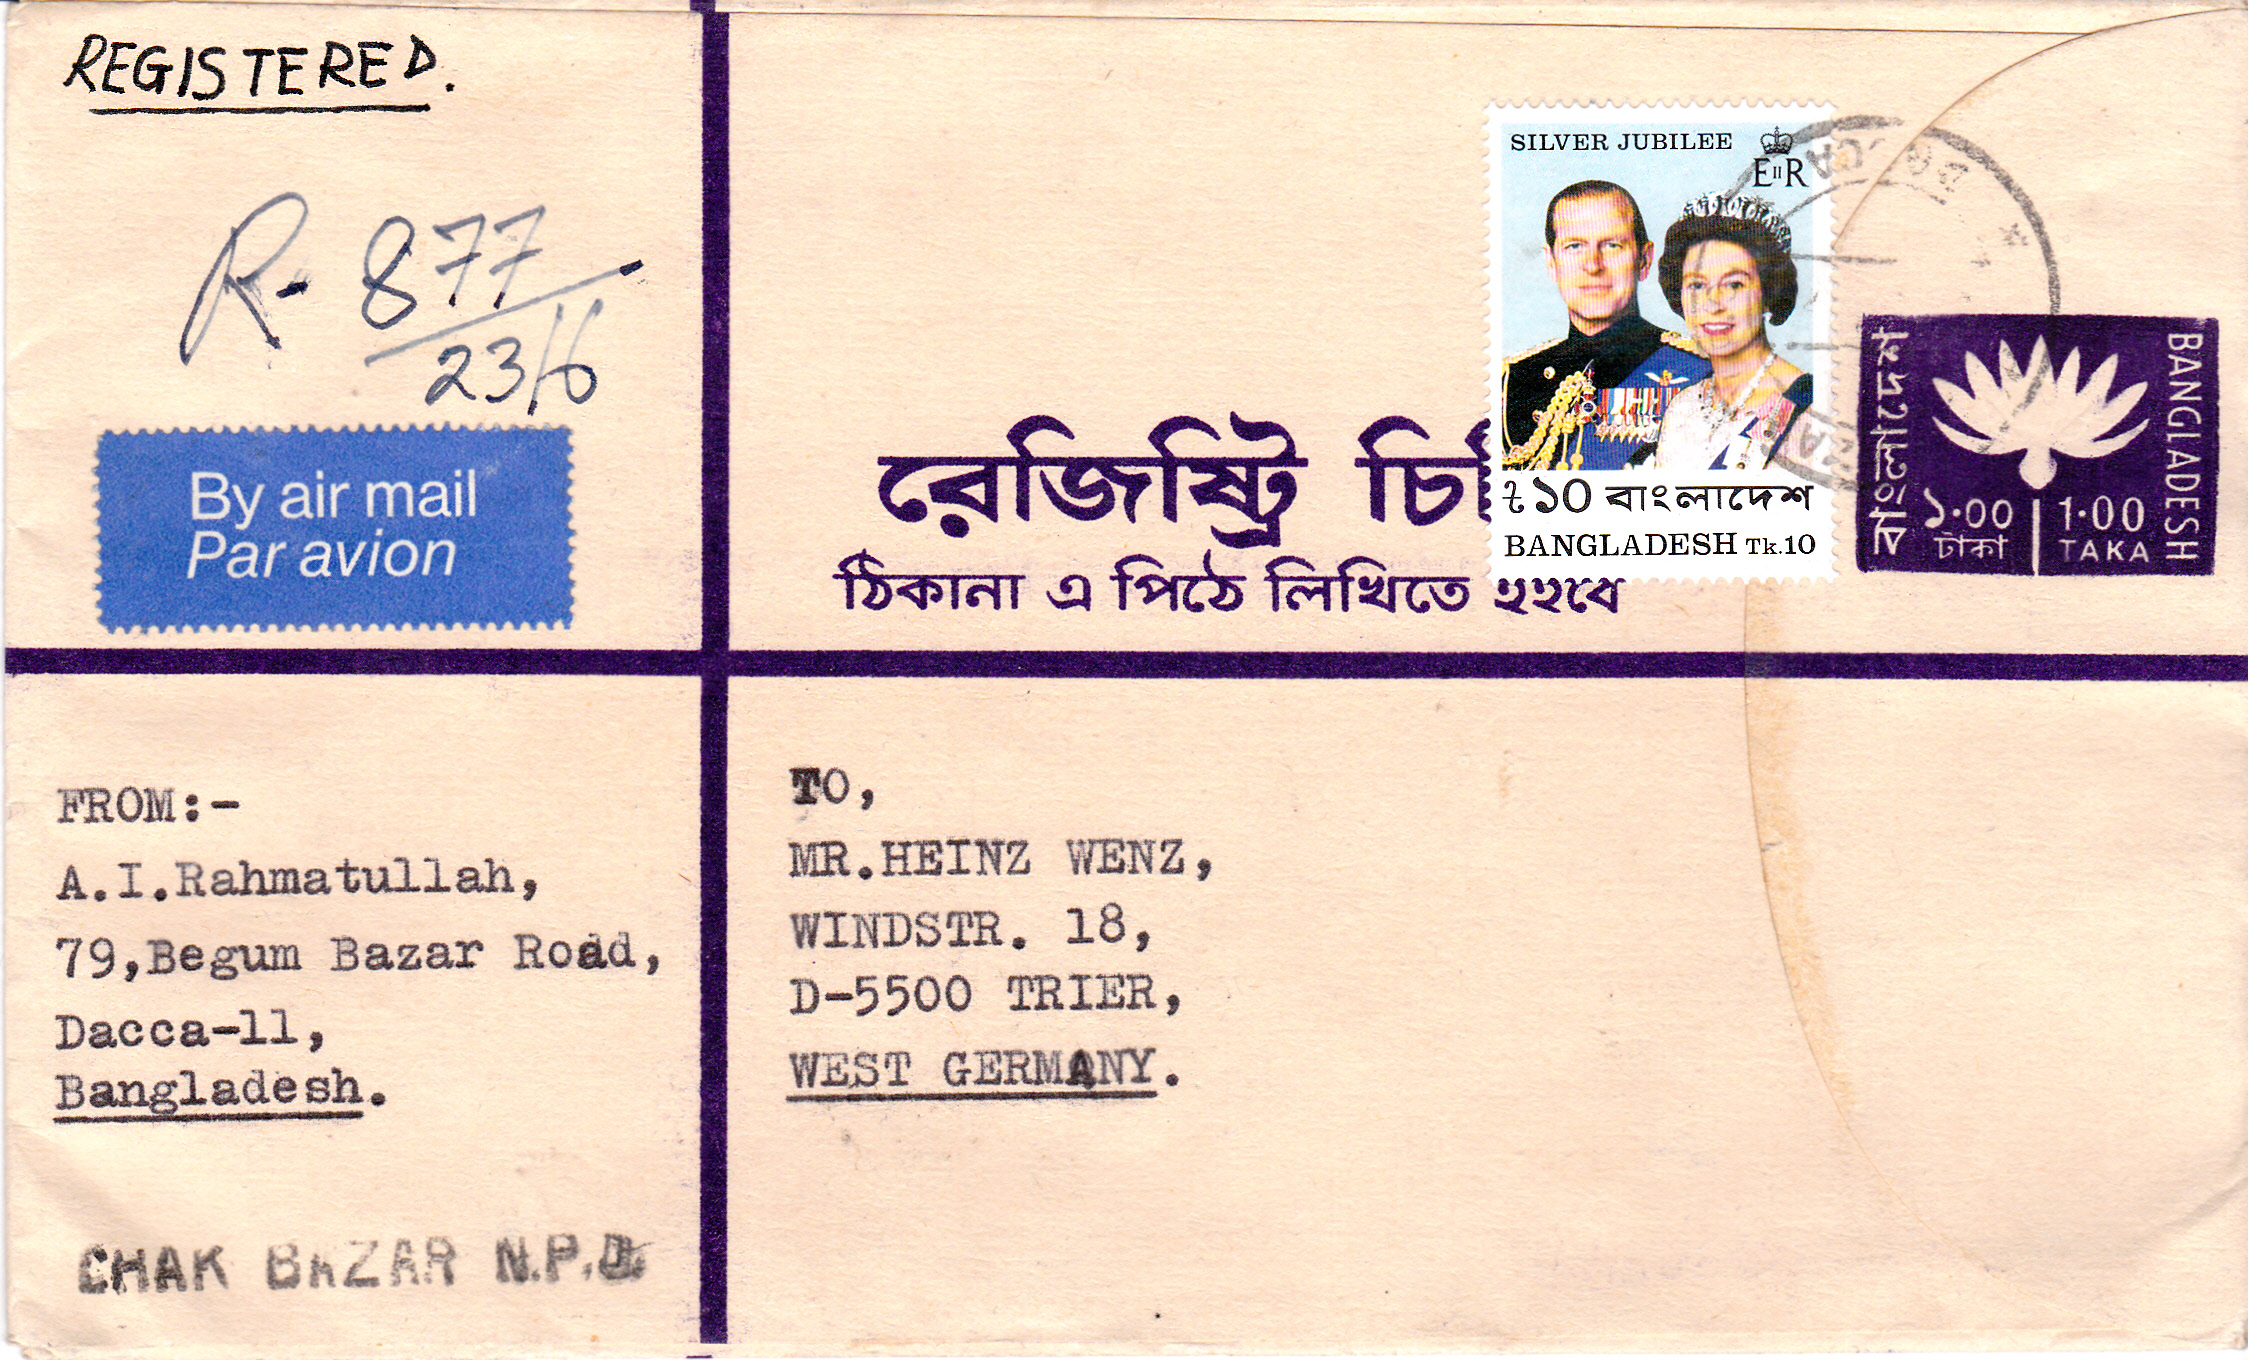 REGISTERED.
R- 877
23/6
By air mail
Par avion
রেজিষ্ট্রি
ঠিকানা এ পিঠে লিখিতে হইবে
SILVER JUBILEE
EIIR
৳১০ বাংলাদেশ
BANGLADESH Tk.10
বাংলাদেশ
BANGLADESH
১·০০ টাকা
1·00 TAKA
FROM:-
A.I.Rahmatullah,
79,Begum Bazar Road,
Dacca-11,
Bangladesh.
TO,
MR.HEINZ WENZ,
WINDSTR. 18,
D-5500 TRIER,
WEST GERMANY.
CHAK BAZAR N.P.O.